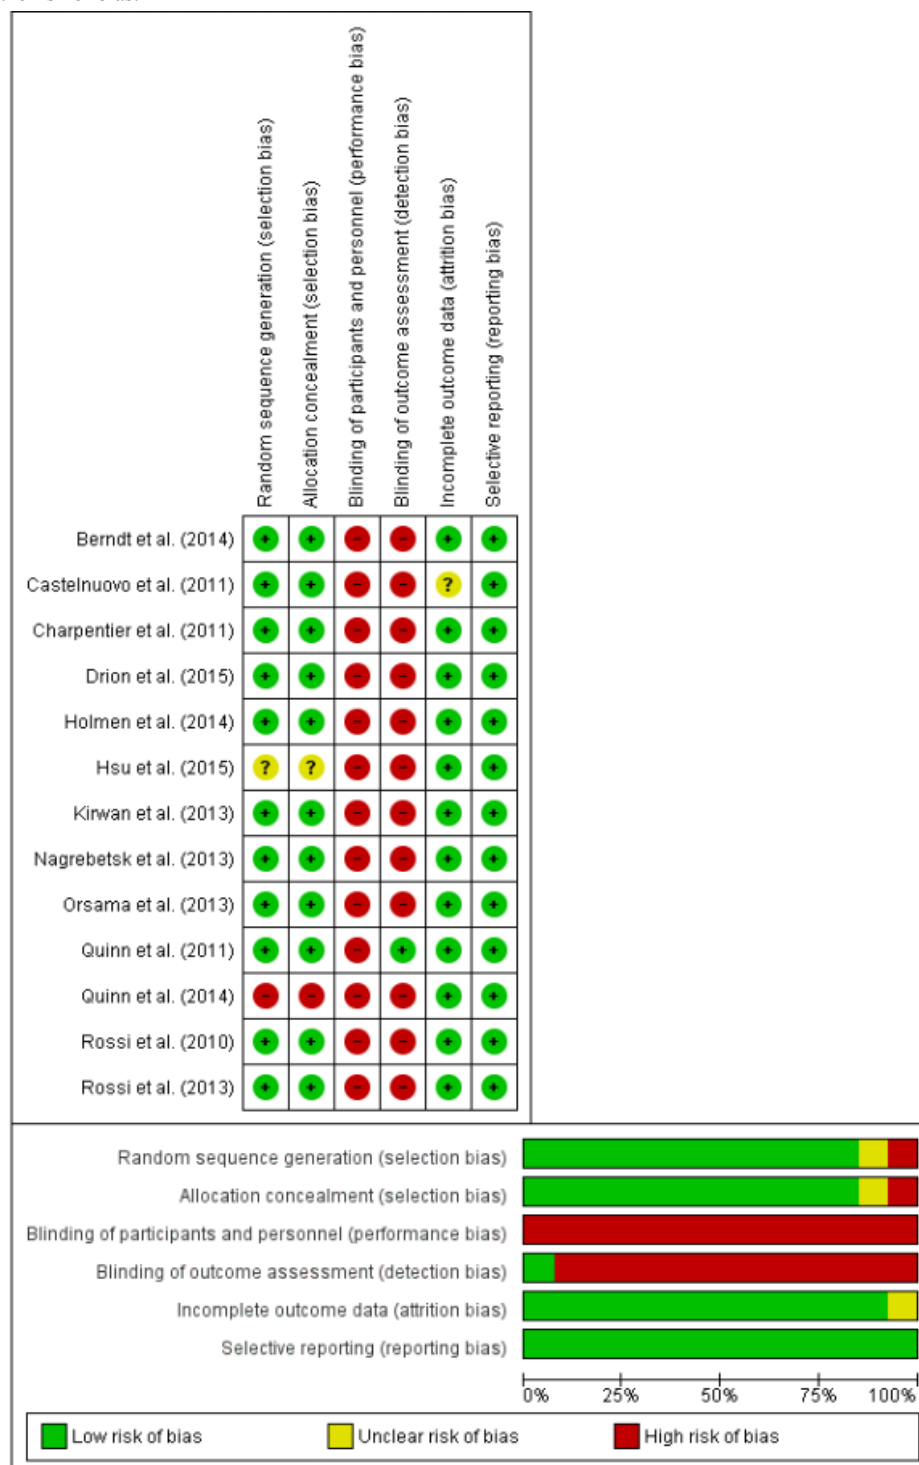 Random sequence generation (selection bias)
Allocation concealment (selection bias)
Blinding of participants and personnel (performance bias)
Blinding of outcome assessment (detection bias)
Incomplete outcome data (attrition bias)
Selective reporting (reporting bias)
Berndt et al. (2014) + + - - + +
Castelnuovo et al. (2011) + + - - ? +
Charpentier et al. (2011) + + - - + +
Drion et al. (2015) + + - - + +
Holmen et al. (2014) + + - - + +
Hsu et al. (2015) ? ? - - + +
Kirwan et al. (2013) + + - - + +
Nagrebetsk et al. (2013) + + - - + +
Orsama et al. (2013) + + - - + +
Quinn et al. (2011) + + - + + +
Quinn et al. (2014) - - - - + +
Rossi et al. (2010) + + - - + +
Rossi et al. (2013) + + - - + +
Random sequence generation (selection bias)
Allocation concealment (selection bias)
Blinding of participants and personnel (performance bias)
Blinding of outcome assessment (detection bias)
Incomplete outcome data (attrition bias)
Selective reporting (reporting bias)
0% 25% 50% 75% 100%
Low risk of bias Unclear risk of bias High risk of bias